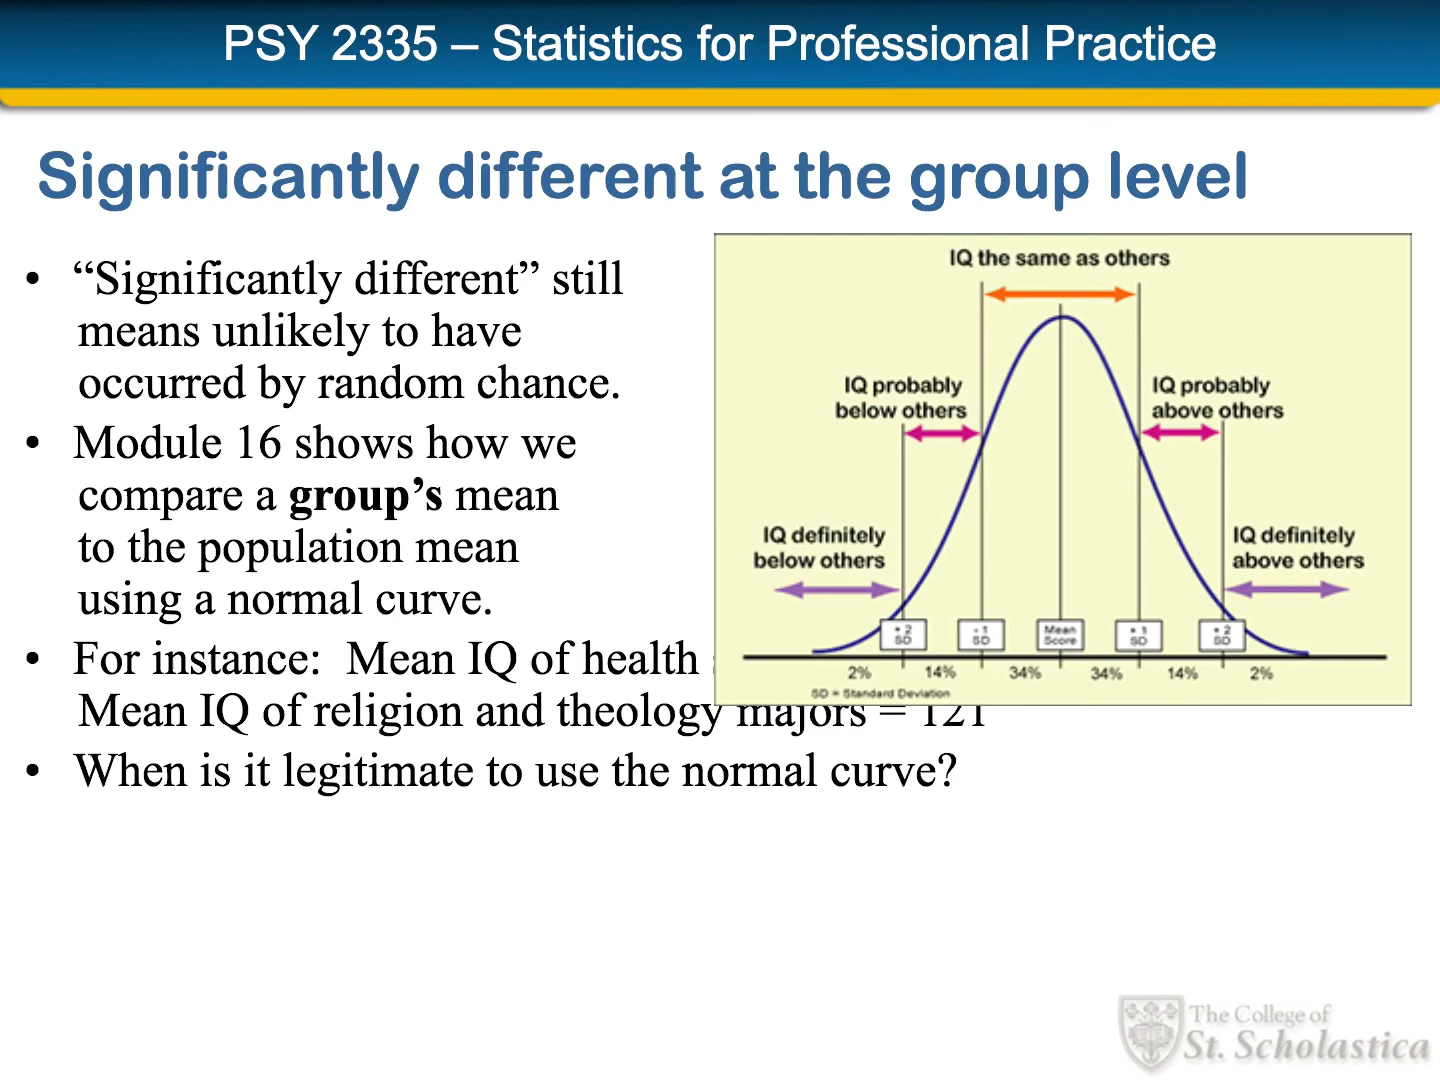 PSY 2335 – Statistics for Professional Practice
Significantly different at the group level
• “Significantly different” still
means unlikely to have
occurred by random chance.
• Module 16 shows how we
compare a group’s mean
to the population mean
using a normal curve.
• For instance: Mean IQ of health
Mean IQ of religion and theology majors = 121
• When is it legitimate to use the normal curve?
IQ the same as others
IQ probably
below others
IQ probably
above others
IQ definitely
below others
IQ definitely
above others
SD
- 1
SD
Mean
Score
+ 1
SD
+ 2
SD
2% 14% 34% 34% 14% 2%
SD = Standard Deviation
The College of
St. Scholastica